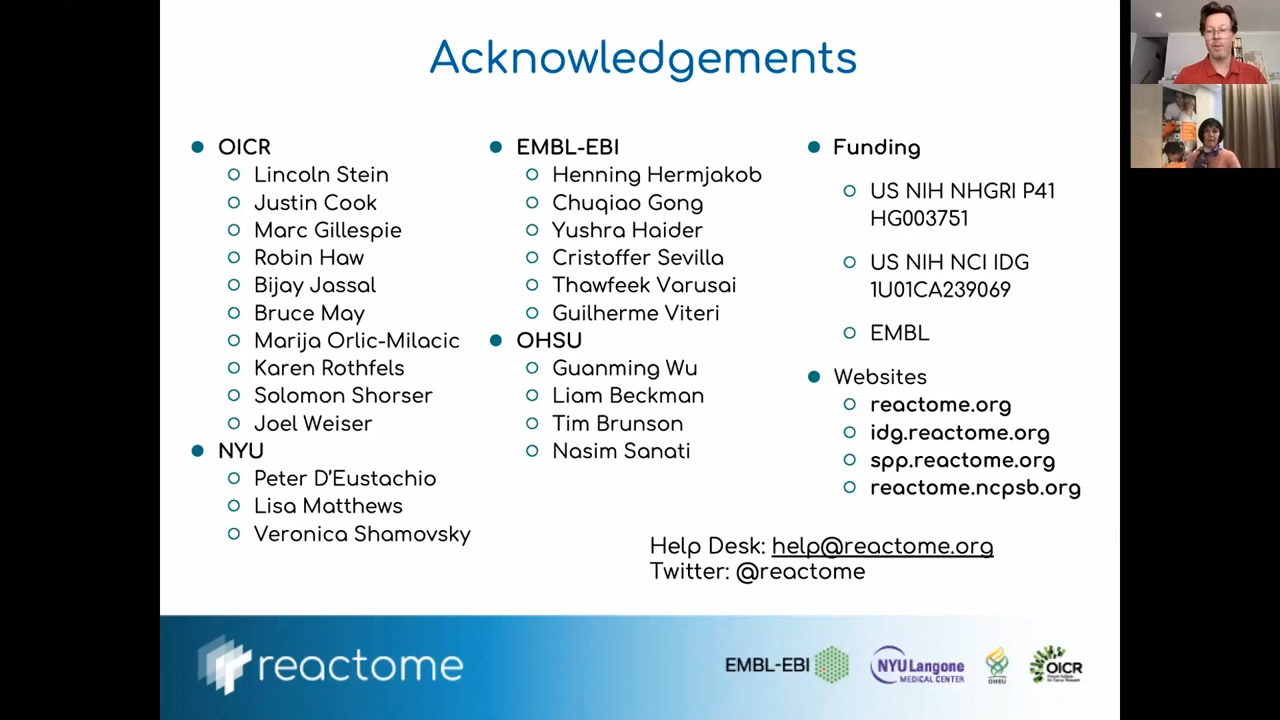 Acknowledgements
OICR
Lincoln Stein
Justin Cook
Marc Gillespie
Robin Haw
Bijay Jassal
Bruce May
Marija Orlic-Milacic
Karen Rothfels
Solomon Shorser
Joel Weiser
NYU
Peter D'Eustachio
Lisa Matthews
Veronica Shamovsky
EMBL-EBI
Henning Hermjakob
Chuqiao Gong
Yushra Haider
Cristoffer Sevilla
Thawfeek Varusai
Guilherme Viteri
OHSU
Guanming Wu
Liam Beckman
Tim Brunson
Nasim Sanati
Funding
US NIH NHGRI P41
HG003751
US NIH NCI IDG
1U01CA239069
EMBL
Websites
reactome.org
idg.reactome.org
spp.reactome.org
reactome.ncpsb.org
Help Desk: help@reactome.org
Twitter: @reactome
reactome
EMBL-EBI
NYU Langone
MEDICAL CENTER
OHSU
OICR